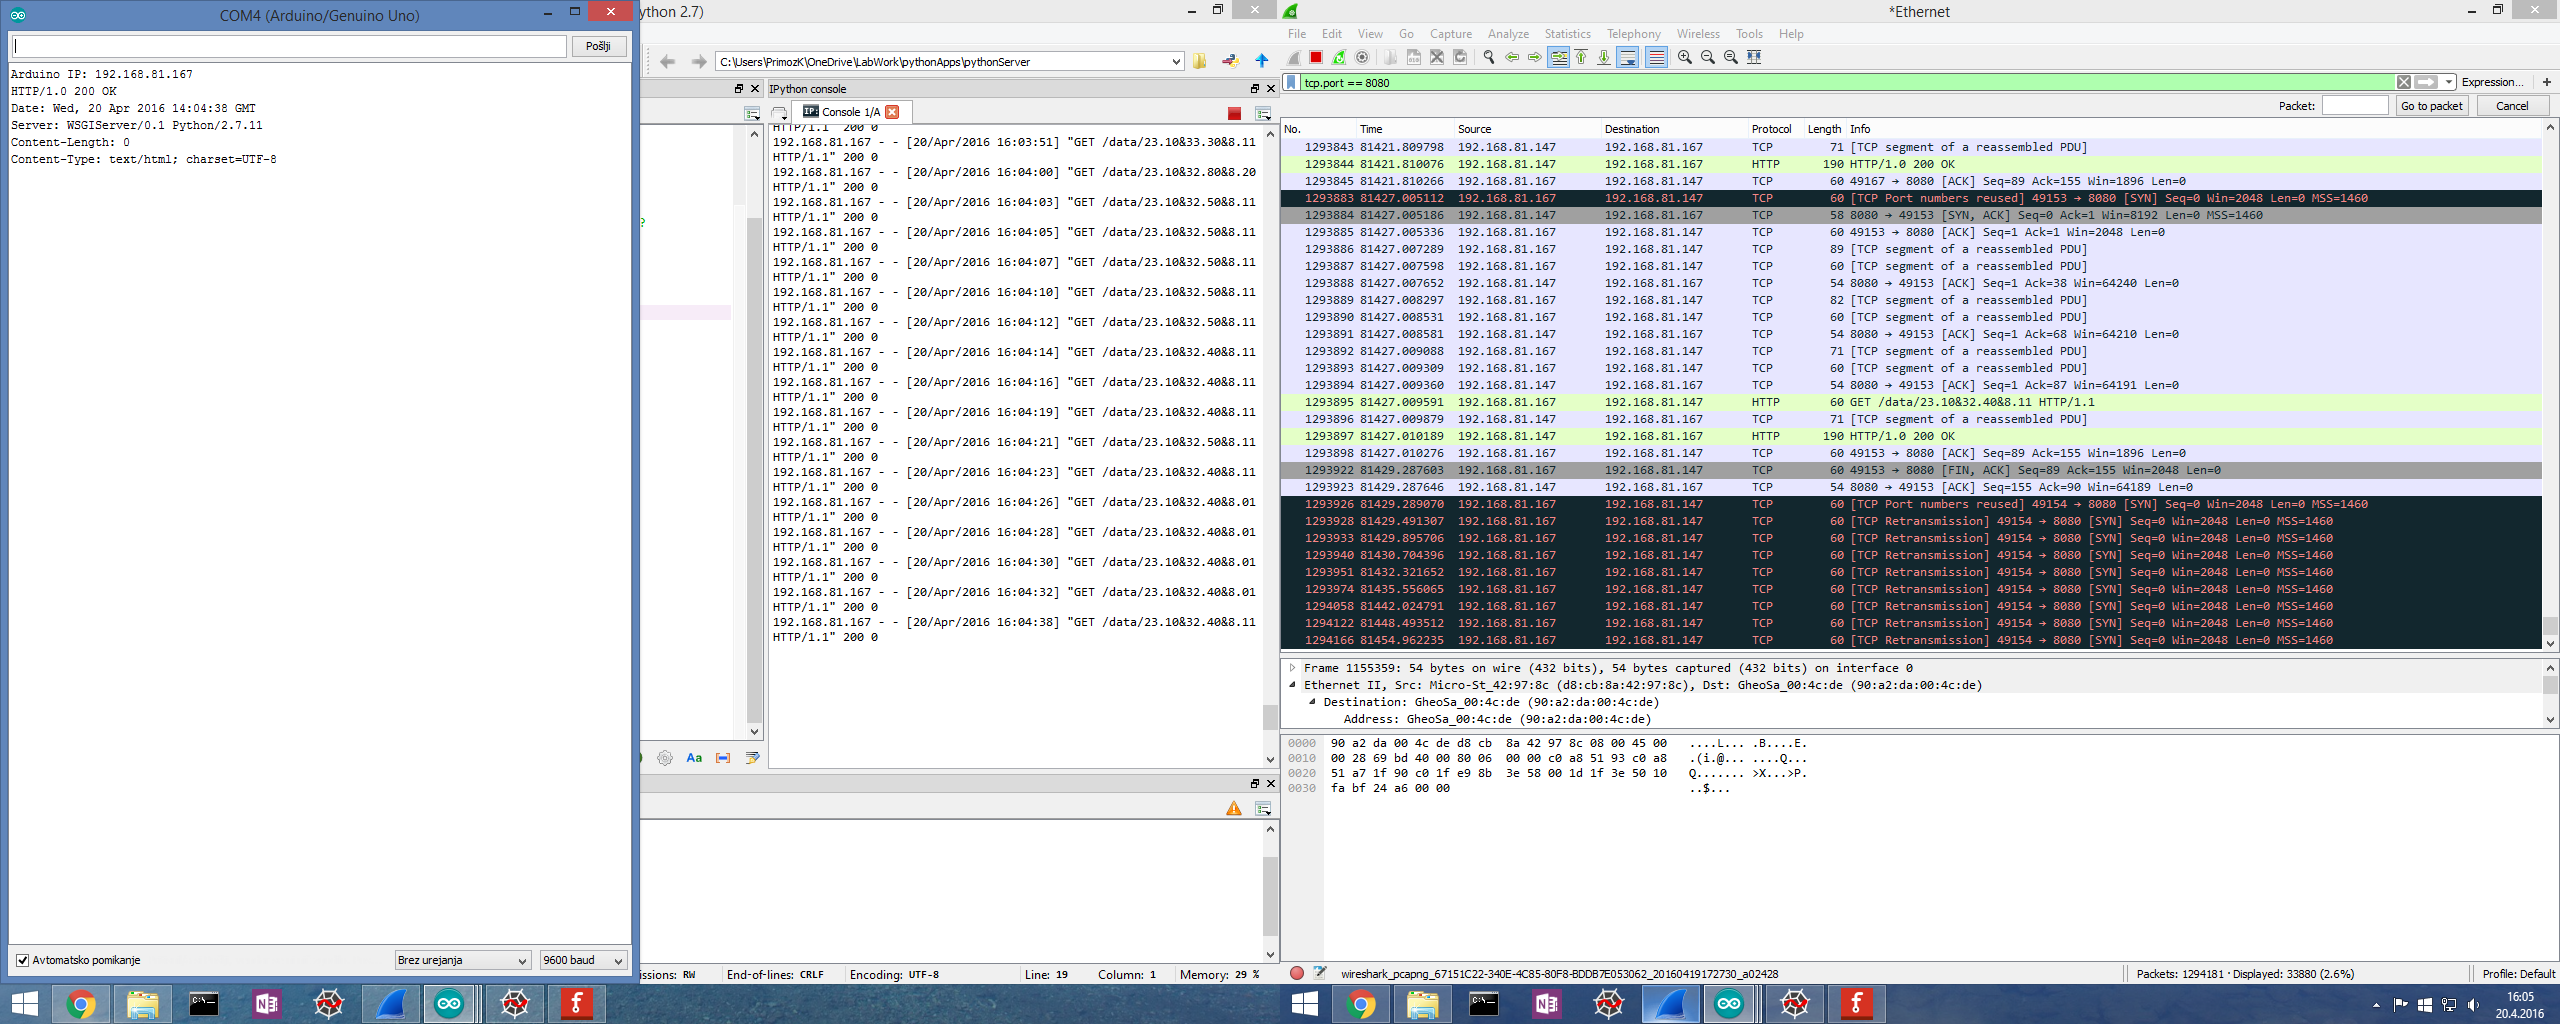 COM4 (Arduino/Genuino Uno)
Pošlji
Arduino IP: 192.168.81.167
HTTP/1.0 200 OK
Date: Wed, 20 Apr 2016 14:04:38 GMT
Server: WSGIServer/0.1 Python/2.7.11
Content-Length: 0
Content-Type: text/html; charset=UTF-8
Avtomatsko pomikanje
Brez urejanja
9600 baud
ython 2.7)
C:\Users\PrimozK\OneDrive\LabWork\pythonApps\pythonServer
IPython console
Console 1/A
HTTP/1.1" 200 0
192.168.81.167 - - [20/Apr/2016 16:03:51] "GET /data/23.10&33.30&8.11
HTTP/1.1" 200 0
192.168.81.167 - - [20/Apr/2016 16:04:00] "GET /data/23.10&32.80&8.20
HTTP/1.1" 200 0
192.168.81.167 - - [20/Apr/2016 16:04:03] "GET /data/23.10&32.50&8.11
HTTP/1.1" 200 0
192.168.81.167 - - [20/Apr/2016 16:04:05] "GET /data/23.10&32.50&8.11
HTTP/1.1" 200 0
192.168.81.167 - - [20/Apr/2016 16:04:07] "GET /data/23.10&32.50&8.11
HTTP/1.1" 200 0
192.168.81.167 - - [20/Apr/2016 16:04:10] "GET /data/23.10&32.50&8.11
HTTP/1.1" 200 0
192.168.81.167 - - [20/Apr/2016 16:04:12] "GET /data/23.10&32.50&8.11
HTTP/1.1" 200 0
192.168.81.167 - - [20/Apr/2016 16:04:14] "GET /data/23.10&32.40&8.11
HTTP/1.1" 200 0
192.168.81.167 - - [20/Apr/2016 16:04:16] "GET /data/23.10&32.40&8.11
HTTP/1.1" 200 0
192.168.81.167 - - [20/Apr/2016 16:04:19] "GET /data/23.10&32.40&8.11
HTTP/1.1" 200 0
192.168.81.167 - - [20/Apr/2016 16:04:21] "GET /data/23.10&32.50&8.11
HTTP/1.1" 200 0
192.168.81.167 - - [20/Apr/2016 16:04:23] "GET /data/23.10&32.40&8.11
HTTP/1.1" 200 0
192.168.81.167 - - [20/Apr/2016 16:04:26] "GET /data/23.10&32.40&8.01
HTTP/1.1" 200 0
192.168.81.167 - - [20/Apr/2016 16:04:28] "GET /data/23.10&32.40&8.01
HTTP/1.1" 200 0
192.168.81.167 - - [20/Apr/2016 16:04:30] "GET /data/23.10&32.40&8.01
HTTP/1.1" 200 0
192.168.81.167 - - [20/Apr/2016 16:04:32] "GET /data/23.10&32.40&8.01
HTTP/1.1" 200 0
192.168.81.167 - - [20/Apr/2016 16:04:38] "GET /data/23.10&32.40&8.11
HTTP/1.1" 200 0
Aa
issions: RW End-of-lines: CRLF Encoding: UTF-8 Line: 19 Column: 1 Memory: 29 %
*Ethernet
File Edit View Go Capture Analyze Statistics Telephony Wireless Tools Help
tcp.port == 8080
Expression... +
Packet: Go to packet Cancel
No. Time Source Destination Protocol Length Info
1293843 81421.809798 192.168.81.147 192.168.81.167 TCP 71 [TCP segment of a reassembled PDU]
1293844 81421.810076 192.168.81.147 192.168.81.167 HTTP 190 HTTP/1.0 200 OK
1293845 81421.810266 192.168.81.167 192.168.81.147 TCP 60 49167 → 8080 [ACK] Seq=89 Ack=155 Win=1896 Len=0
1293883 81427.005112 192.168.81.167 192.168.81.147 TCP 60 [TCP Port numbers reused] 49153 → 8080 [SYN] Seq=0 Win=2048 Len=0 MSS=1460
1293884 81427.005186 192.168.81.147 192.168.81.167 TCP 58 8080 → 49153 [SYN, ACK] Seq=0 Ack=1 Win=8192 Len=0 MSS=1460
1293885 81427.005336 192.168.81.167 192.168.81.147 TCP 60 49153 → 8080 [ACK] Seq=1 Ack=1 Win=2048 Len=0
1293886 81427.007289 192.168.81.167 192.168.81.147 TCP 89 [TCP segment of a reassembled PDU]
1293887 81427.007598 192.168.81.167 192.168.81.147 TCP 60 [TCP segment of a reassembled PDU]
1293888 81427.007652 192.168.81.147 192.168.81.167 TCP 54 8080 → 49153 [ACK] Seq=1 Ack=38 Win=64240 Len=0
1293889 81427.008297 192.168.81.167 192.168.81.147 TCP 82 [TCP segment of a reassembled PDU]
1293890 81427.008531 192.168.81.167 192.168.81.147 TCP 60 [TCP segment of a reassembled PDU]
1293891 81427.008581 192.168.81.147 192.168.81.167 TCP 54 8080 → 49153 [ACK] Seq=1 Ack=68 Win=64210 Len=0
1293892 81427.009088 192.168.81.167 192.168.81.147 TCP 71 [TCP segment of a reassembled PDU]
1293893 81427.009309 192.168.81.167 192.168.81.147 TCP 60 [TCP segment of a reassembled PDU]
1293894 81427.009360 192.168.81.147 192.168.81.167 TCP 54 8080 → 49153 [ACK] Seq=1 Ack=87 Win=64191 Len=0
1293895 81427.009591 192.168.81.167 192.168.81.147 HTTP 60 GET /data/23.10&32.40&8.11 HTTP/1.1
1293896 81427.009879 192.168.81.147 192.168.81.167 TCP 71 [TCP segment of a reassembled PDU]
1293897 81427.010189 192.168.81.147 192.168.81.167 HTTP 190 HTTP/1.0 200 OK
1293898 81427.010276 192.168.81.167 192.168.81.147 TCP 60 49153 → 8080 [ACK] Seq=89 Ack=155 Win=1896 Len=0
1293922 81429.287603 192.168.81.167 192.168.81.147 TCP 60 49153 → 8080 [FIN, ACK] Seq=89 Ack=155 Win=2048 Len=0
1293923 81429.287646 192.168.81.147 192.168.81.167 TCP 54 8080 → 49153 [ACK] Seq=155 Ack=90 Win=64189 Len=0
1293926 81429.289070 192.168.81.167 192.168.81.147 TCP 60 [TCP Port numbers reused] 49154 → 8080 [SYN] Seq=0 Win=2048 Len=0 MSS=1460
1293928 81429.491307 192.168.81.167 192.168.81.147 TCP 60 [TCP Retransmission] 49154 → 8080 [SYN] Seq=0 Win=2048 Len=0 MSS=1460
1293933 81429.895706 192.168.81.167 192.168.81.147 TCP 60 [TCP Retransmission] 49154 → 8080 [SYN] Seq=0 Win=2048 Len=0 MSS=1460
1293940 81430.704396 192.168.81.167 192.168.81.147 TCP 60 [TCP Retransmission] 49154 → 8080 [SYN] Seq=0 Win=2048 Len=0 MSS=1460
1293951 81432.321652 192.168.81.167 192.168.81.147 TCP 60 [TCP Retransmission] 49154 → 8080 [SYN] Seq=0 Win=2048 Len=0 MSS=1460
1293974 81435.556065 192.168.81.167 192.168.81.147 TCP 60 [TCP Retransmission] 49154 → 8080 [SYN] Seq=0 Win=2048 Len=0 MSS=1460
1294058 81442.024791 192.168.81.167 192.168.81.147 TCP 60 [TCP Retransmission] 49154 → 8080 [SYN] Seq=0 Win=2048 Len=0 MSS=1460
1294122 81448.493512 192.168.81.167 192.168.81.147 TCP 60 [TCP Retransmission] 49154 → 8080 [SYN] Seq=0 Win=2048 Len=0 MSS=1460
1294166 81454.962235 192.168.81.167 192.168.81.147 TCP 60 [TCP Retransmission] 49154 → 8080 [SYN] Seq=0 Win=2048 Len=0 MSS=1460
Frame 1155359: 54 bytes on wire (432 bits), 54 bytes captured (432 bits) on interface 0
Ethernet II, Src: Micro-St_42:97:8c (d8:cb:8a:42:97:8c), Dst: GheoSa_00:4c:de (90:a2:da:00:4c:de)
Destination: GheoSa_00:4c:de (90:a2:da:00:4c:de)
Address: GheoSa_00:4c:de (90:a2:da:00:4c:de)
0000 90 a2 da 00 4c de d8 cb 8a 42 97 8c 08 00 45 00 ....L... .B....E.
0010 00 28 69 bd 40 00 80 06 00 00 c0 a8 51 93 c0 a8 .(i.@... ....Q...
0020 51 a7 1f 90 c0 1f e9 8b 3e 58 00 1d 1f 3e 50 10 Q....... >X...>P.
0030 fa bf 24 a6 00 00 ..$...
wireshark_pcapng_67151C22-340E-4C85-80F8-BDDB7E053062_20160419172730_a02428
Packets: 1294181 · Displayed: 33880 (2.6%)
Profile: Default
16:05
20.4.2016